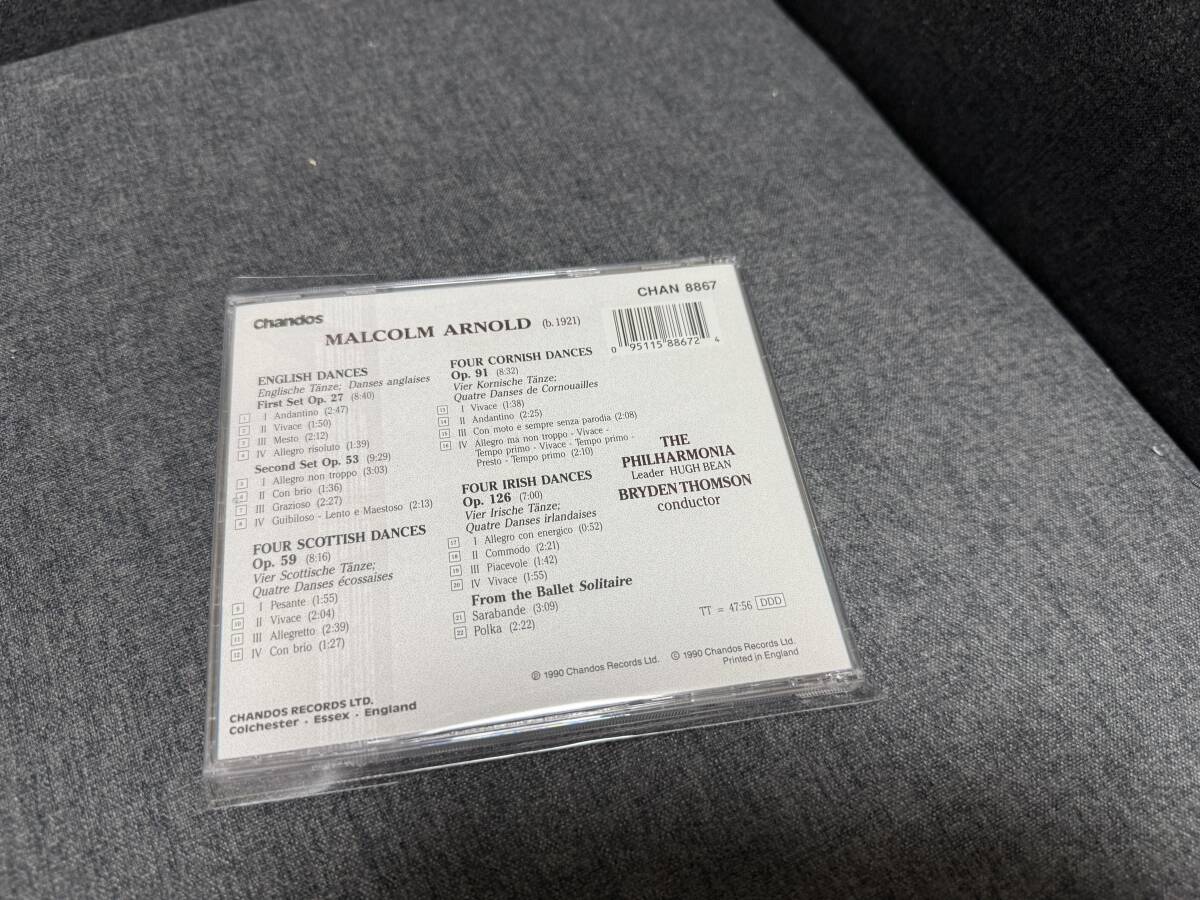 Chandos
CHAN 8867
MALCOLM ARNOLD (b. 1921)
0 95115 88672 4
ENGLISH DANCES
Englische Tänze; Danses anglaises
First Set Op. 27 (8:40)
1 I Andantino (2:47)
2 II Vivace (1:50)
3 III Mesto (2:12)
4 IV Allegro risoluto (1:39)
Second Set Op. 53 (9:29)
5 I Allegro non troppo (3:03)
6 II Con brio (1:36)
7 III Grazioso (2:27)
8 IV Guibiloso - Lento e Maestoso (2:13)
FOUR SCOTTISH DANCES
Op. 59 (8:16)
Vier Scottische Tänze;
Quatre Danses écossaises
9 I Pesante (1:55)
10 II Vivace (2:04)
11 III Allegretto (2:39)
12 IV Con brio (1:27)
FOUR CORNISH DANCES
Op. 91 (8:32)
Vier Kornische Tänze;
Quatre Danses de Cornouailles
13 I Vivace (1:38)
14 II Andantino (2:25)
15 III Con moto e sempre senza parodia (2:08)
16 IV Allegro ma non troppo - Vivace -
Tempo primo - Vivace - Tempo primo -
Presto - Tempo primo (2:10)
FOUR IRISH DANCES
Op. 126 (7:00)
Vier Irische Tänze;
Quatre Danses irlandaises
17 I Allegro con energico (0:52)
18 II Commodo (2:21)
19 III Piacevole (1:42)
20 IV Vivace (1:55)
From the Ballet Solitaire
21 Sarabande (3:09)
22 Polka (2:22)
THE
PHILHARMONIA
Leader HUGH BEAN
BRYDEN THOMSON
conductor
TT = 47:56 DDD
℗ 1990 Chandos Records Ltd. © 1990 Chandos Records Ltd.
Printed in England
CHANDOS RECORDS LTD.
Colchester · Essex · England